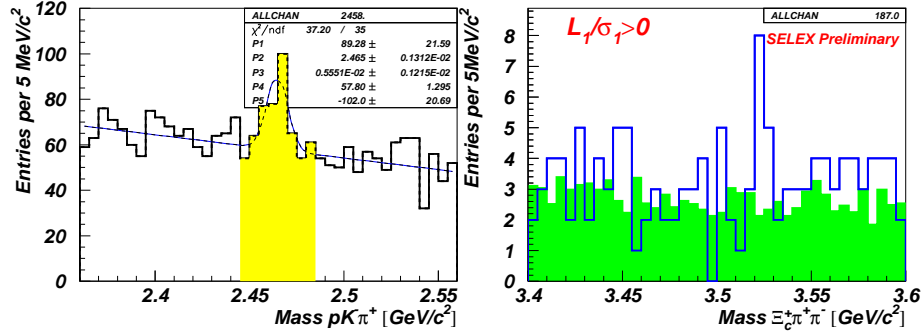 ALLCHAN 2458.
χ²/ndf 37.20 / 35
P1 89.28 ± 21.59
P2 2.465 ± 0.1312E-02
P3 0.5551E-02 ± 0.1215E-02
P4 57.80 ± 1.295
P5 -102.0 ± 20.69
Entries per 5 MeV/c²
120
100
80
60
40
20
0
2.4 2.45 2.5 2.55
Mass pK⁻π⁺ [GeV/c²]
ALLCHAN 187.0
L₁/σ₁>0
SELEX Preliminary
Entries per 5MeV/c²
8
7
6
5
4
3
2
1
0
3.4 3.45 3.5 3.55 3.6
Mass Ξc⁺π⁺π⁻ [GeV/c²]